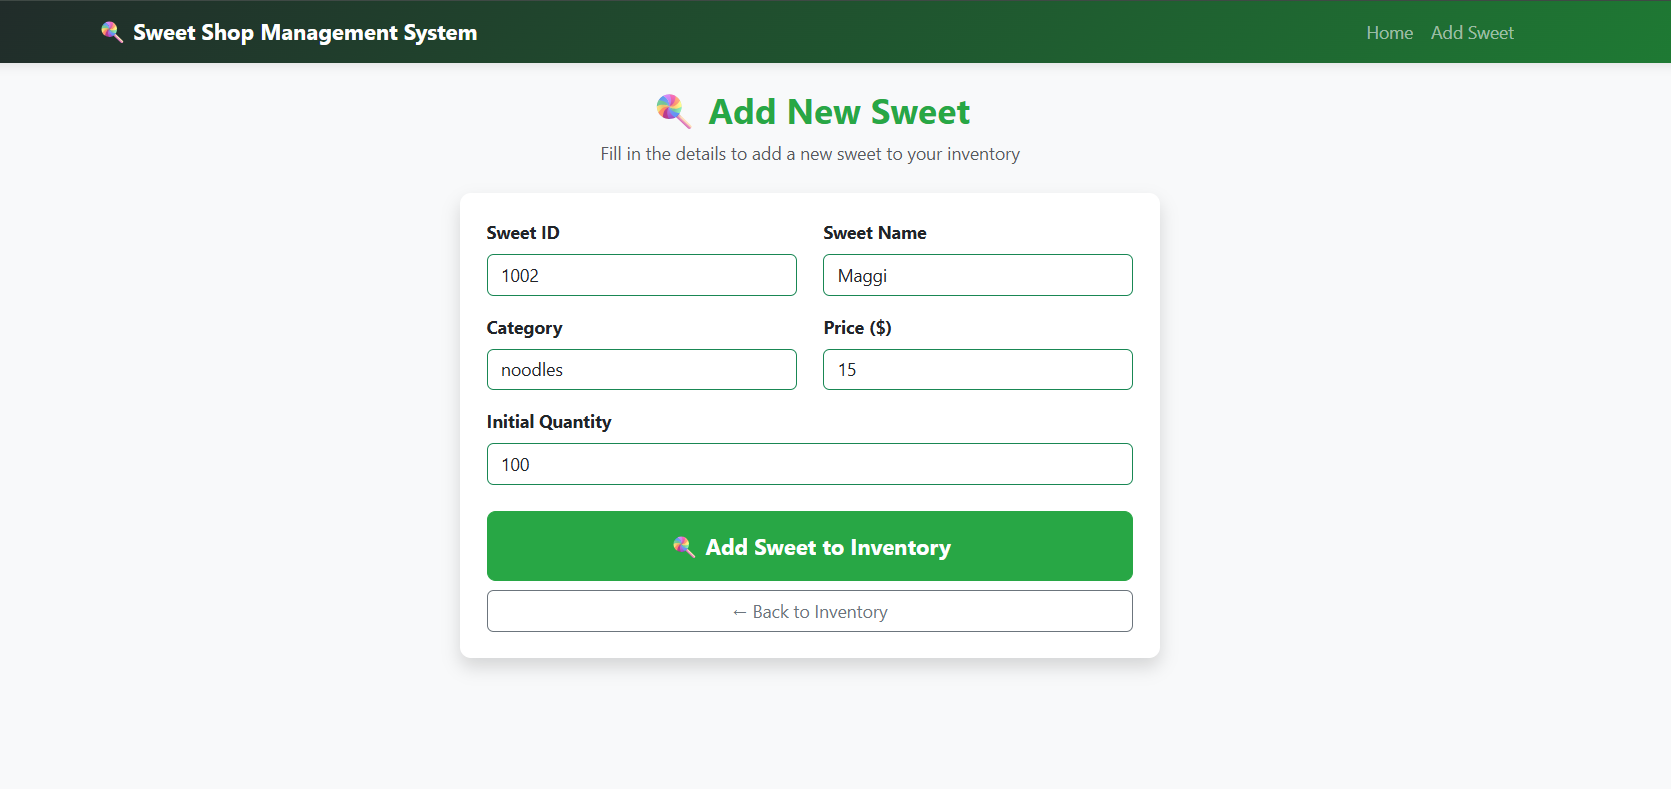 Sweet Shop Management System
Home Add Sweet
Add New Sweet
Fill in the details to add a new sweet to your inventory
Sweet ID Sweet Name
1002 Maggi
Category Price ($)
noodles 15
Initial Quantity
100
Add Sweet to Inventory
← Back to Inventory